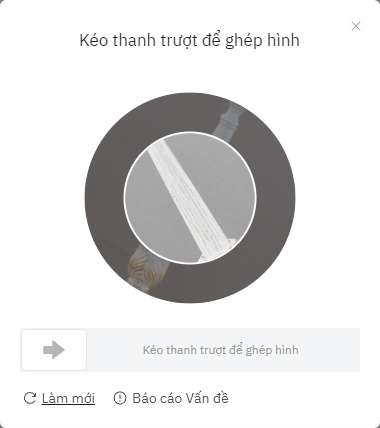 Kéo thanh trượt để ghép hình
Kéo thanh trượt để ghép hình
Làm mới
Báo cáo Vấn đề